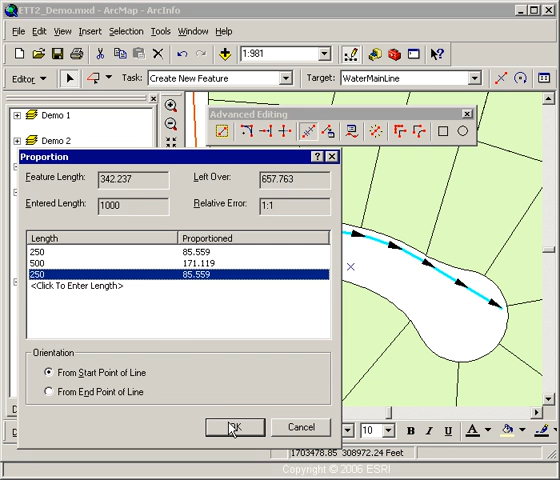 ETT2_Demo.mxd - ArcMap - ArcInfo
File Edit View Insert Selection Tools Window Help
1:981
Editor Task: Create New Feature Target: WaterMainLine
Demo 1
Demo 2
Advanced Editing
Proportion
Feature Length: 342.237 Left Over: 657.763
Entered Length: 1000 Relative Error: 1:1
Length Proportioned
250 85.559
500 171.119
250 85.559
<Click To Enter Length>
Orientation
From Start Point of Line
From End Point of Line
OK Cancel
10 B I U A
1703478.85 308972.24 Feet
Copyright © 2006 ESRI